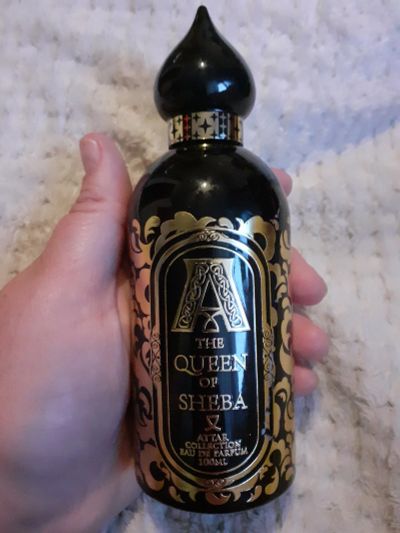 A
THE
QUEEN
OF
SHEBA
ATTAR
COLLECTION
EAU DE PARFUM
100ML